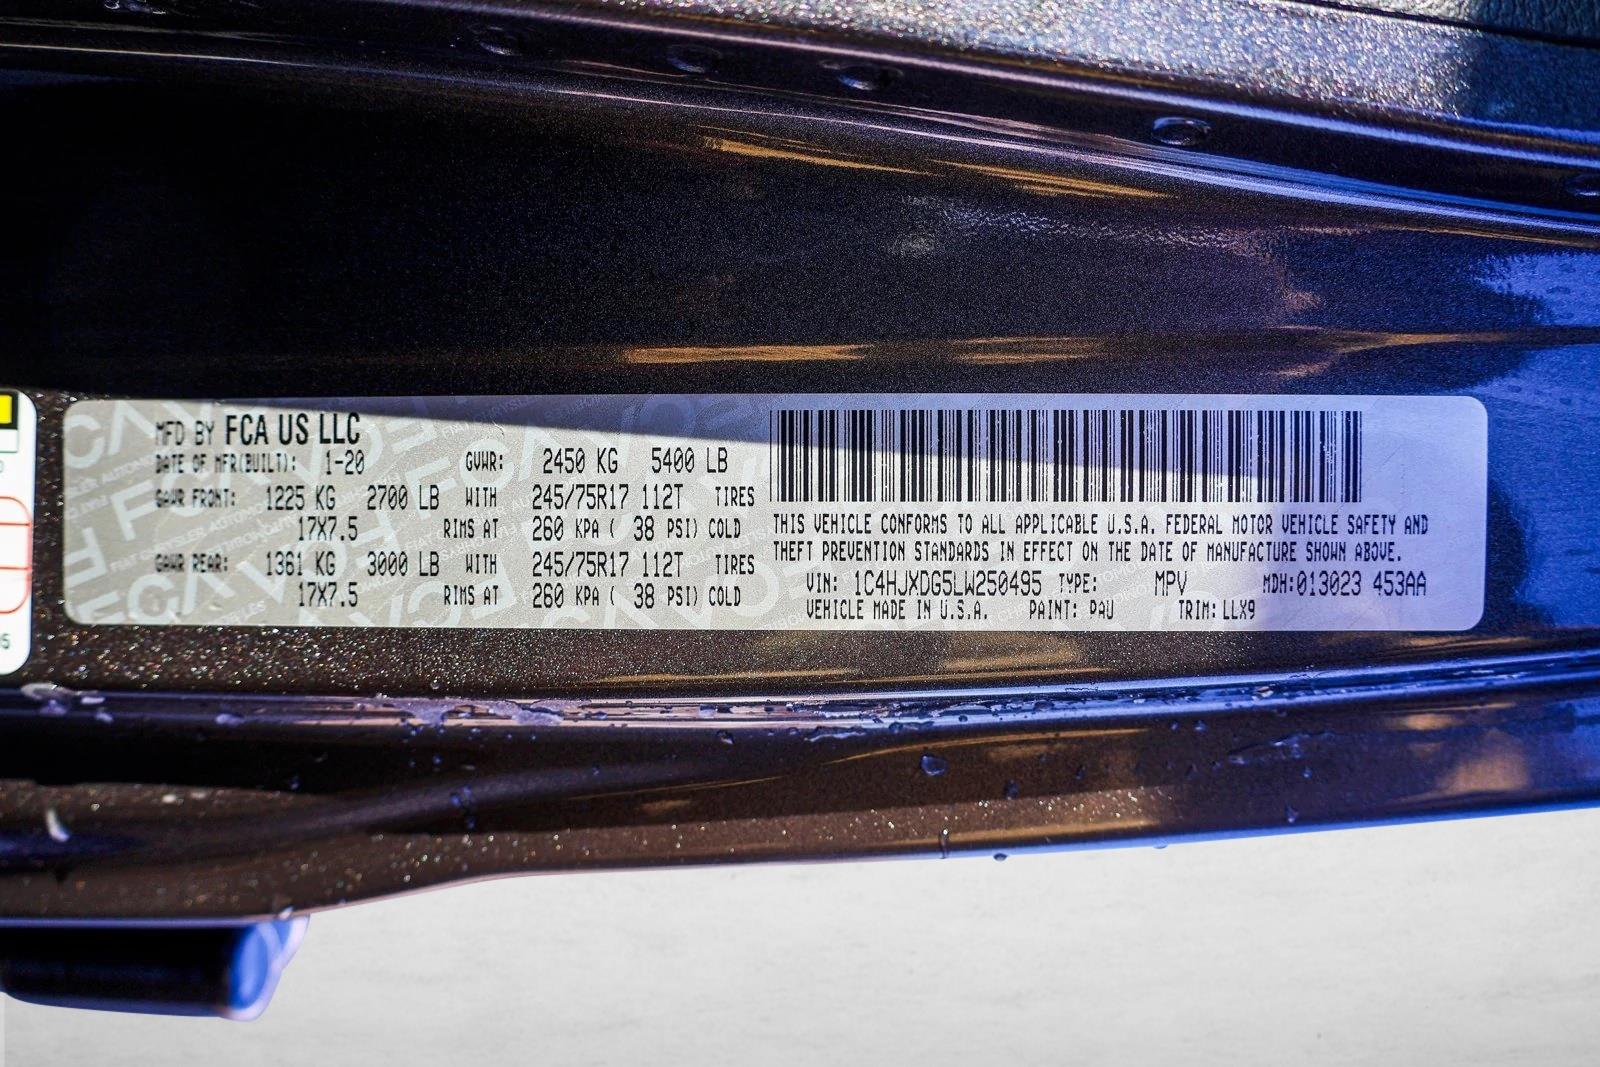 MFD BY FCA US LLC
DATE OF MFR(BUILT): 1-20 GVWR: 2450 KG 5400 LB
GAWR FRONT: 1225 KG 2700 LB WITH 245/75R17 112T TIRES
17X7.5 RIMS AT 260 KPA ( 38 PSI) COLD
GAWR REAR: 1361 KG 3000 LB WITH 245/75R17 112T TIRES
17X7.5 RIMS AT 260 KPA ( 38 PSI) COLD
THIS VEHICLE CONFORMS TO ALL APPLICABLE U.S.A. FEDERAL MOTOR VEHICLE SAFETY AND
THEFT PREVENTION STANDARDS IN EFFECT ON THE DATE OF MANUFACTURE SHOWN ABOVE.
VIN: 1C4HJXDG5LW250495 TYPE: MPV MDH:013023 453AA
VEHICLE MADE IN U.S.A. PAINT: PAU TRIM: LLX9